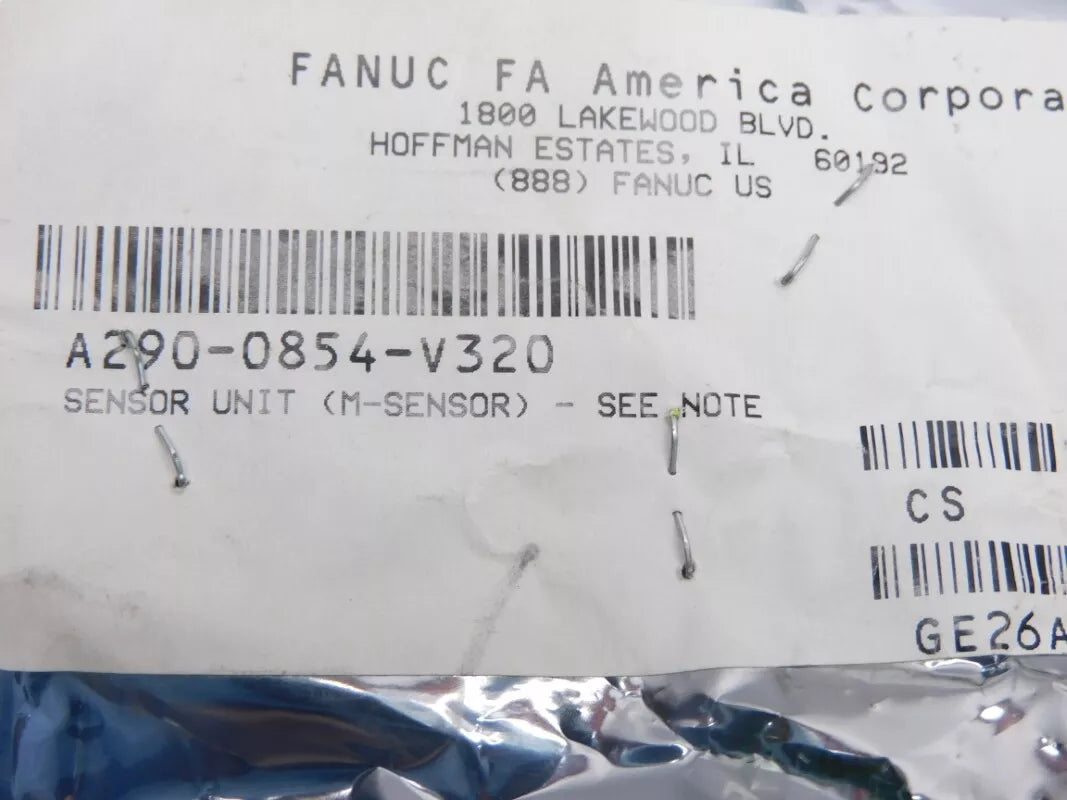 FANUC FA America Corpora
1800 LAKEWOOD BLVD.
HOFFMAN ESTATES, IL 60192
(888) FANUC US
A290-0854-V320
SENSOR UNIT (M-SENSOR) - SEE NOTE
CS
GE26A